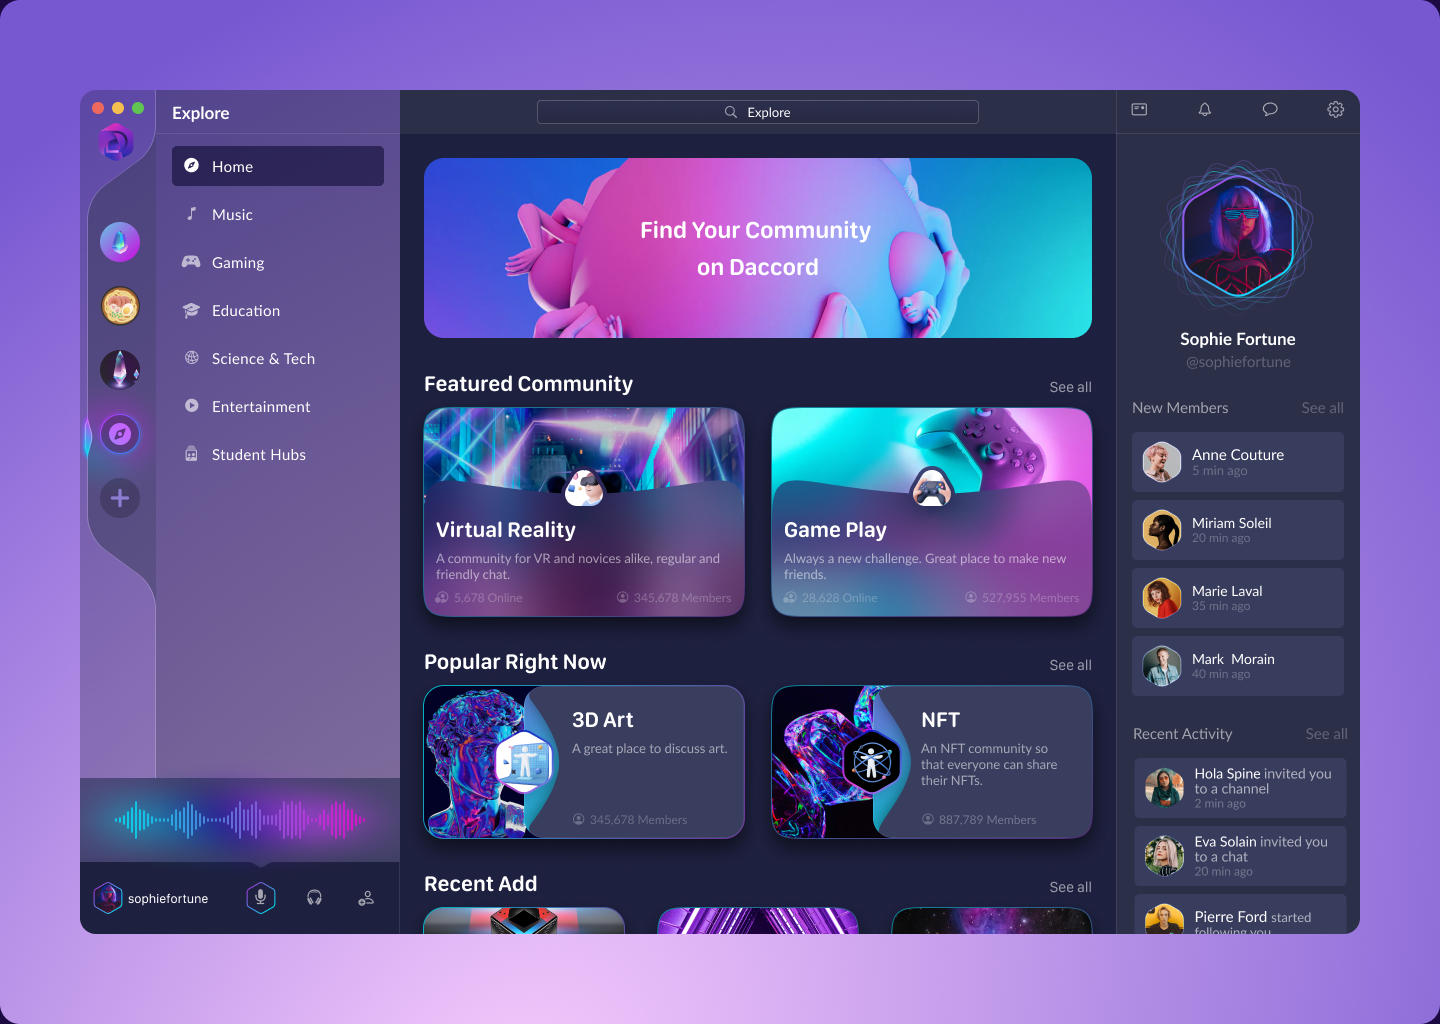 Explore
Home
Music
Gaming
Education
Science & Tech
Entertainment
Student Hubs
sophiefortune
Explore
Find Your Community
on Daccord
Featured Community
See all
Virtual Reality
A community for VR and novices alike, regular and
friendly chat.
5,678 Online
345,678 Members
Game Play
Always a new challenge. Great place to make new
friends.
28,628 Online
527,955 Members
Popular Right Now
See all
3D Art
A great place to discuss art.
345,678 Members
NFT
An NFT community so
that everyone can share
their NFTs.
887,789 Members
Recent Add
See all
Sophie Fortune
@sophiefortune
New Members
See all
Anne Couture
5 min ago
Miriam Soleil
20 min ago
Marie Laval
35 min ago
Mark Morain
40 min ago
Recent Activity
See all
Hola Spine invited you
to a channel
2 min ago
Eva Solain invited you
to a chat
20 min ago
Pierre Ford started
following you